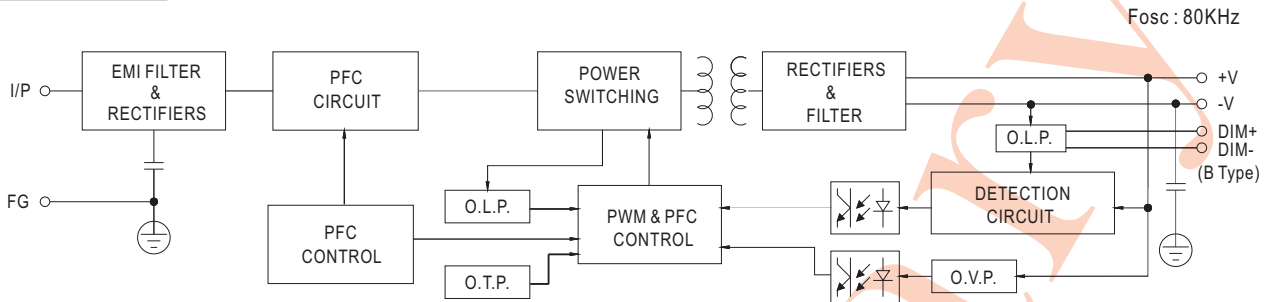 Fosc : 80KHz
I/P
EMI FILTER
&
RECTIFIERS
PFC
CIRCUIT
POWER
SWITCHING
RECTIFIERS
&
FILTER
+V
-V
O.L.P.
DIM+
DIM-
(B Type)
FG
PFC
CONTROL
O.L.P.
O.T.P.
PWM & PFC
CONTROL
DETECTION
CIRCUIT
O.V.P.